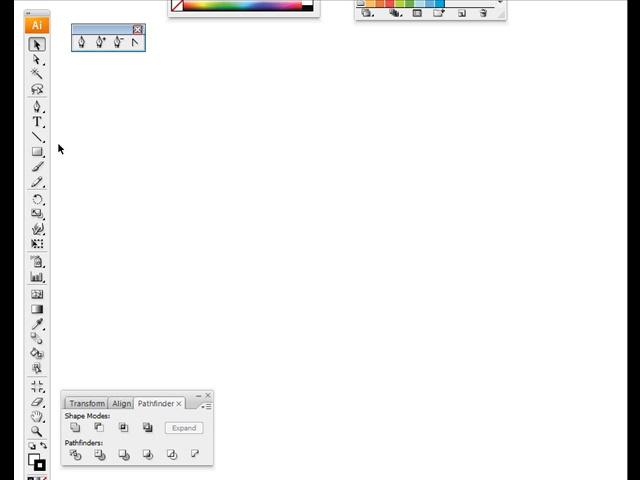 Ai
T
Transform Align Pathfinder
Shape Modes:
Expand
Pathfinders: